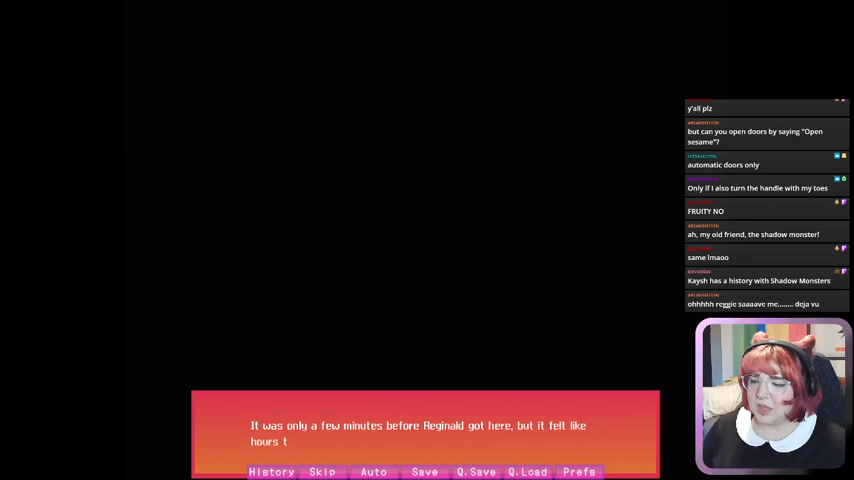 y'all plz
but can you open doors by saying "Open
sesame"?
automatic doors only
Only if I also turn the handle with my toes
FRUITY NO
ah, my old friend, the shadow monster!
same lmaoo
Kaysh has a history with Shadow Monsters
ohhhhh reggie saaaave me........ deja vu
It was only a few minutes before Reginald got here, but it felt like
hours t
History Skip Auto Save Q.Save Q.Load Prefs